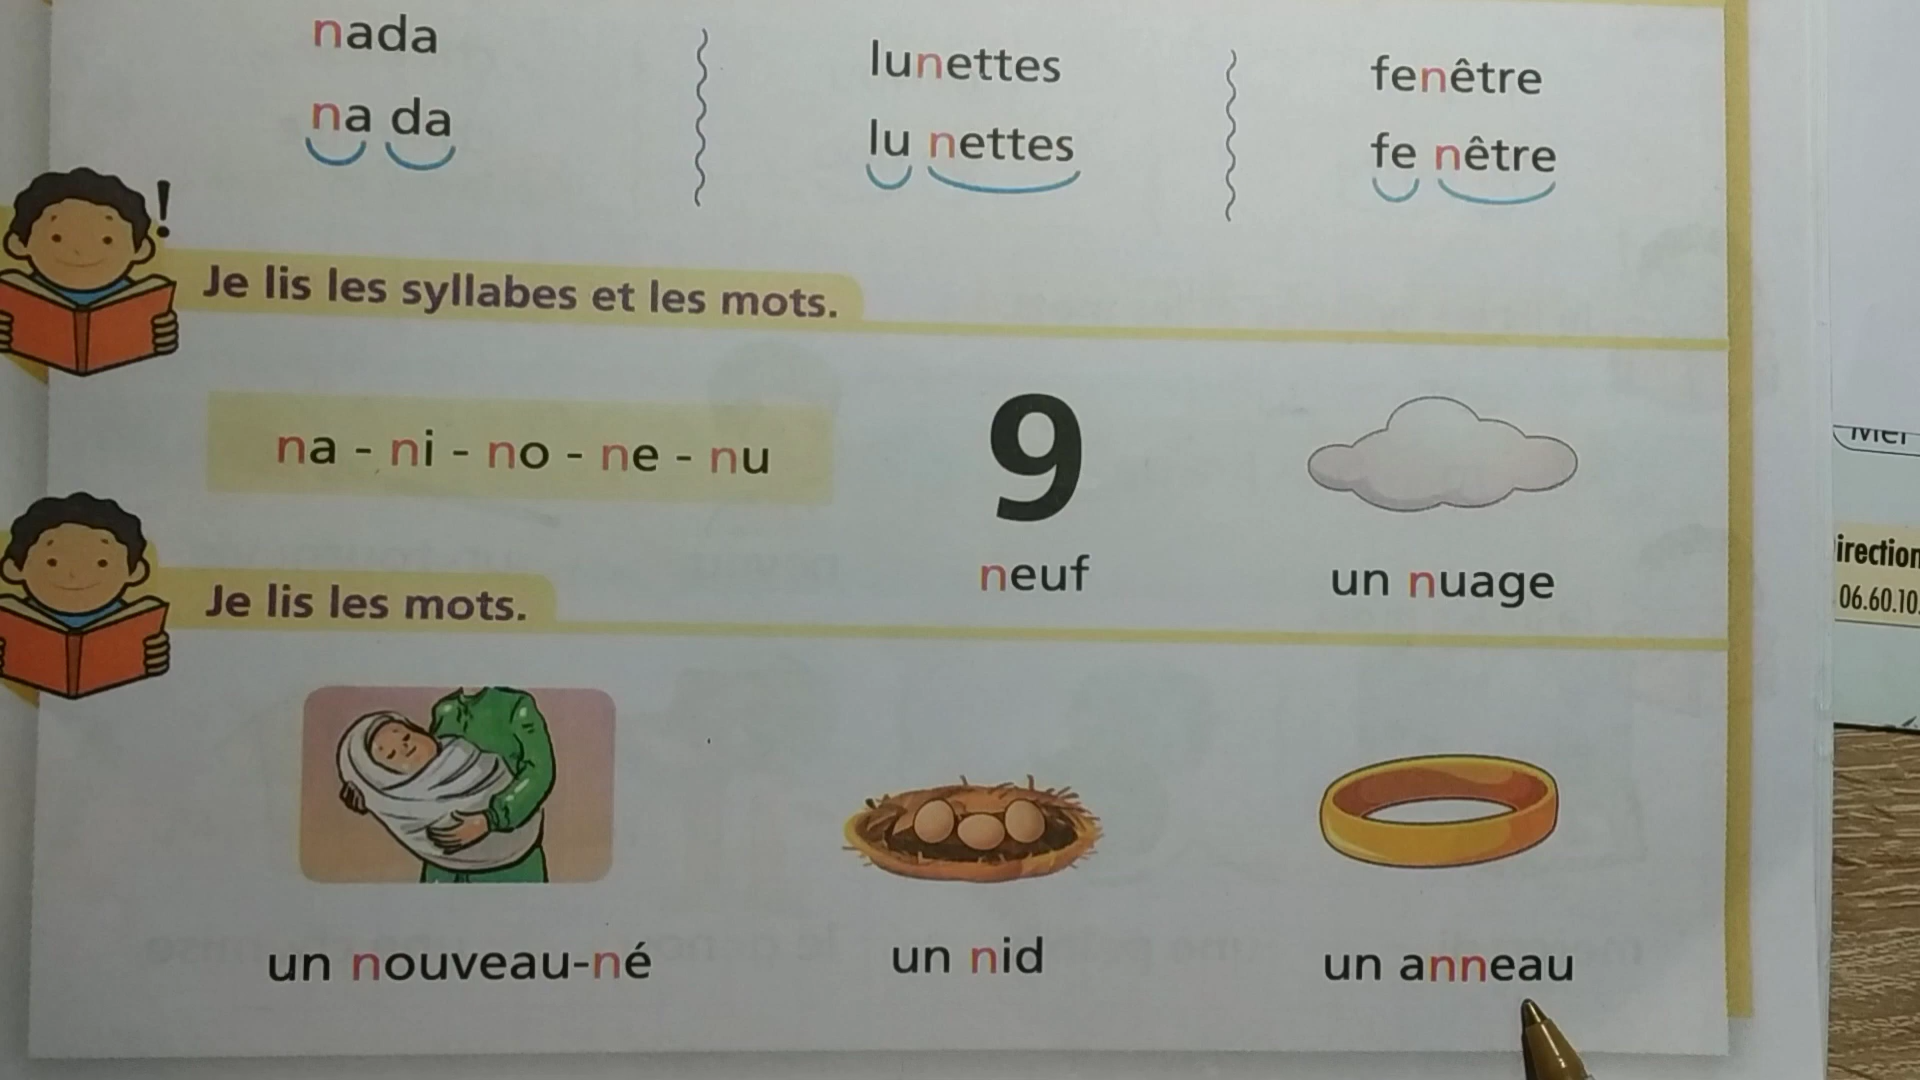 nada
lunettes
fenêtre
na da
lu nettes
fe nêtre
!
Je lis les syllabes et les mots.
na - ni - no - ne - nu
9
neuf
un nuage
Je lis les mots.
un nouveau-né
un nid
un anneau
irection
06.60.10